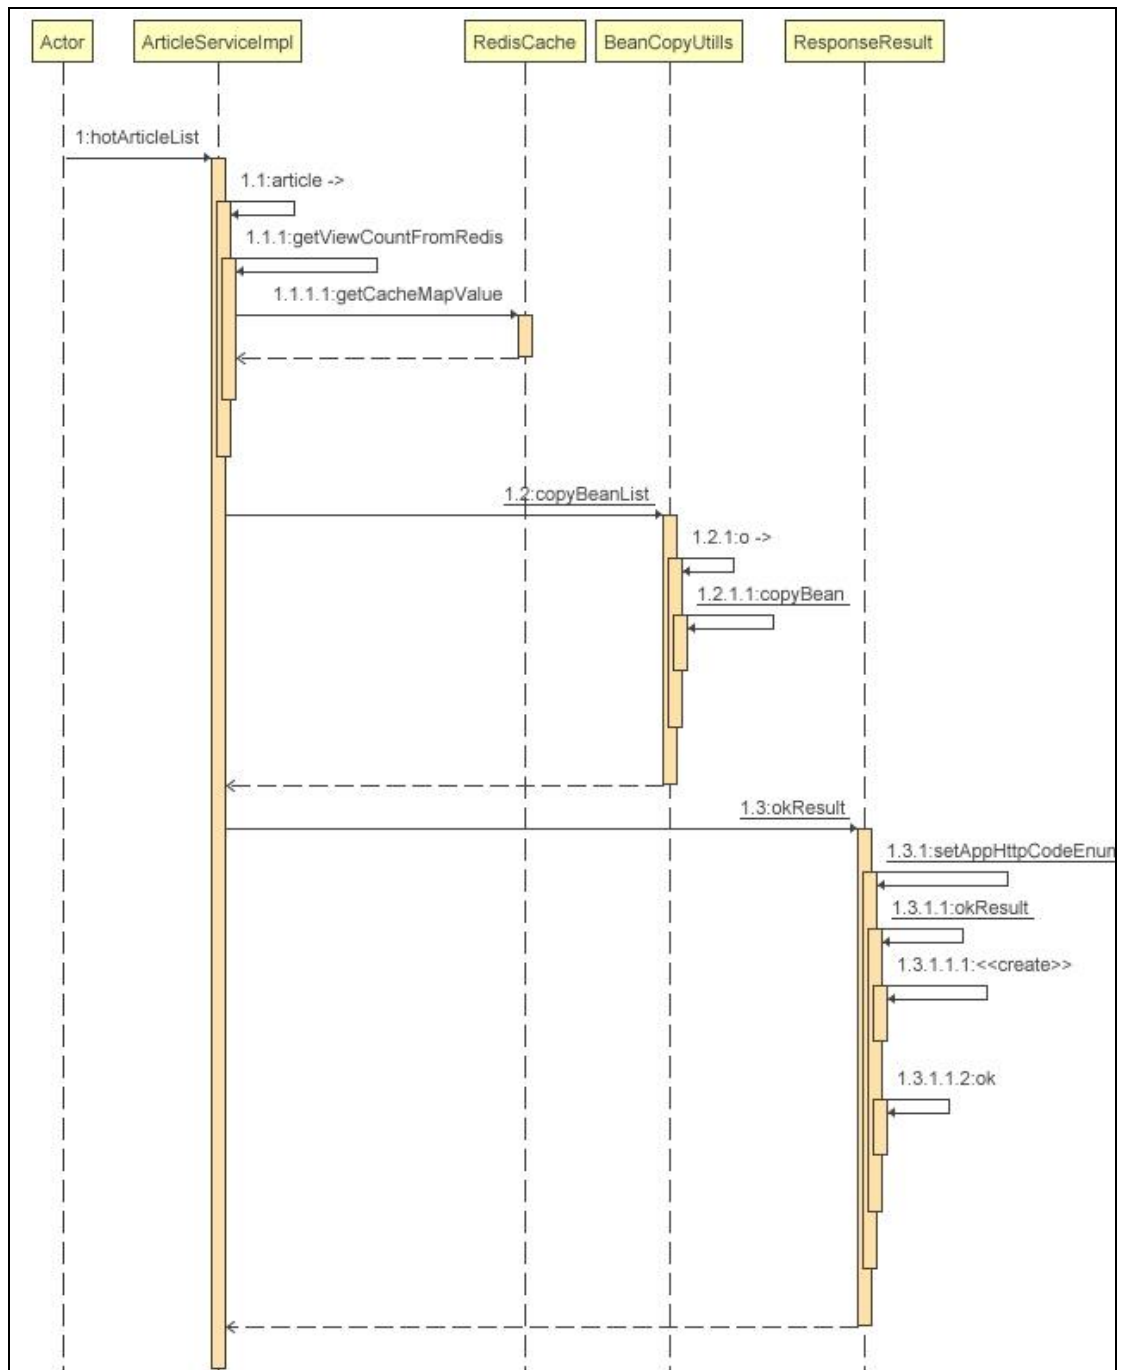 Actor
ArticleServiceImpl
RedisCache
BeanCopyUtills
ResponseResult
1:hotArticleList
1.1:article ->
1.1.1:getViewCountFromRedis
1.1.1.1:getCacheMapValue
1.2:copyBeanList
1.2.1:o ->
1.2.1.1:copyBean
1.3:okResult
1.3.1:setAppHttpCodeEnun
1.3.1.1:okResult
1.3.1.1.1:<<create>>
1.3.1.1.2:ok